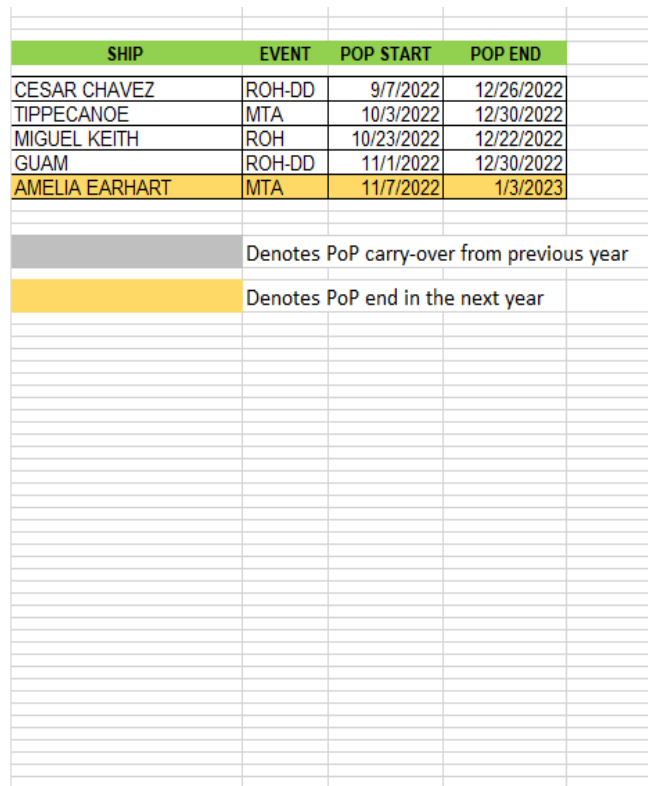 SHIP EVENT POP START POP END
CESAR CHAVEZ ROH-DD 9/7/2022 12/26/2022
TIPPECANOE MTA 10/3/2022 12/30/2022
MIGUEL KEITH ROH 10/23/2022 12/22/2022
GUAM ROH-DD 11/1/2022 12/30/2022
AMELIA EARHART MTA 11/7/2022 1/3/2023
Denotes PoP carry-over from previous year
Denotes PoP end in the next year